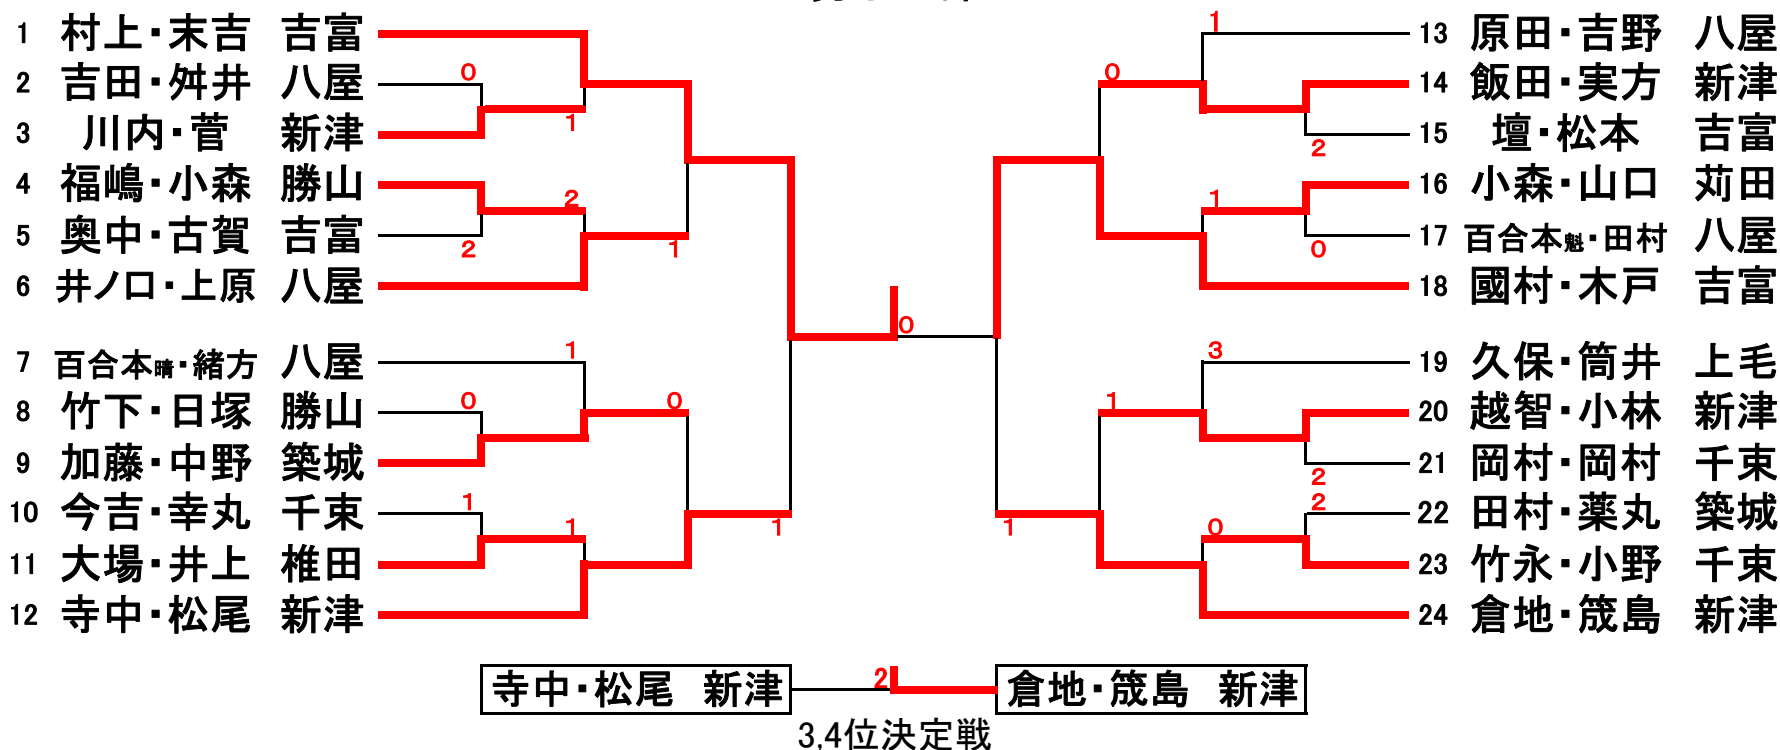 1 村上・末吉 吉富
2 吉田・舛井 八屋
3 川内・菅 新津
4 福嶋・小森 勝山
5 奥中・古賀 吉富
6 井ノ口・上原 八屋
7 百合本晴・緒方 八屋
8 竹下・日塚 勝山
9 加藤・中野 築城
10 今吉・幸丸 千束
11 大場・井上 椎田
12 寺中・松尾 新津
0
1
2
2
1
1
0
0
1
1
1
0
13 原田・吉野 八屋
14 飯田・実方 新津
15 壇・松本 吉富
16 小森・山口 苅田
17 百合本魁・田村 八屋
18 國村・木戸 吉富
19 久保・筒井 上毛
20 越智・小林 新津
21 岡村・岡村 千束
22 田村・薬丸 築城
23 竹永・小野 千束
24 倉地・筬島 新津
1
0
2
1
0
3
1
2
2
0
1
寺中・松尾 新津 2 倉地・筬島 新津
3,4位決定戦